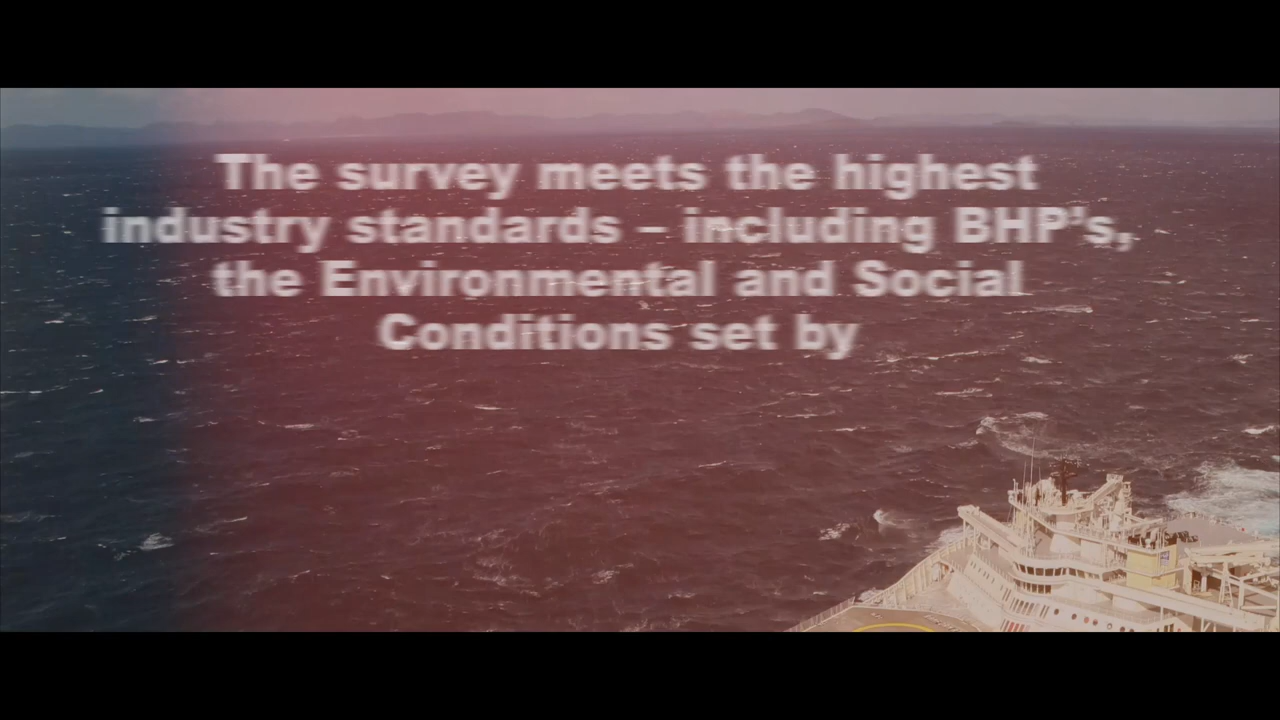 The survey meets the highest
industry standards – including BHP's,
the Environmental and Social
Conditions set by